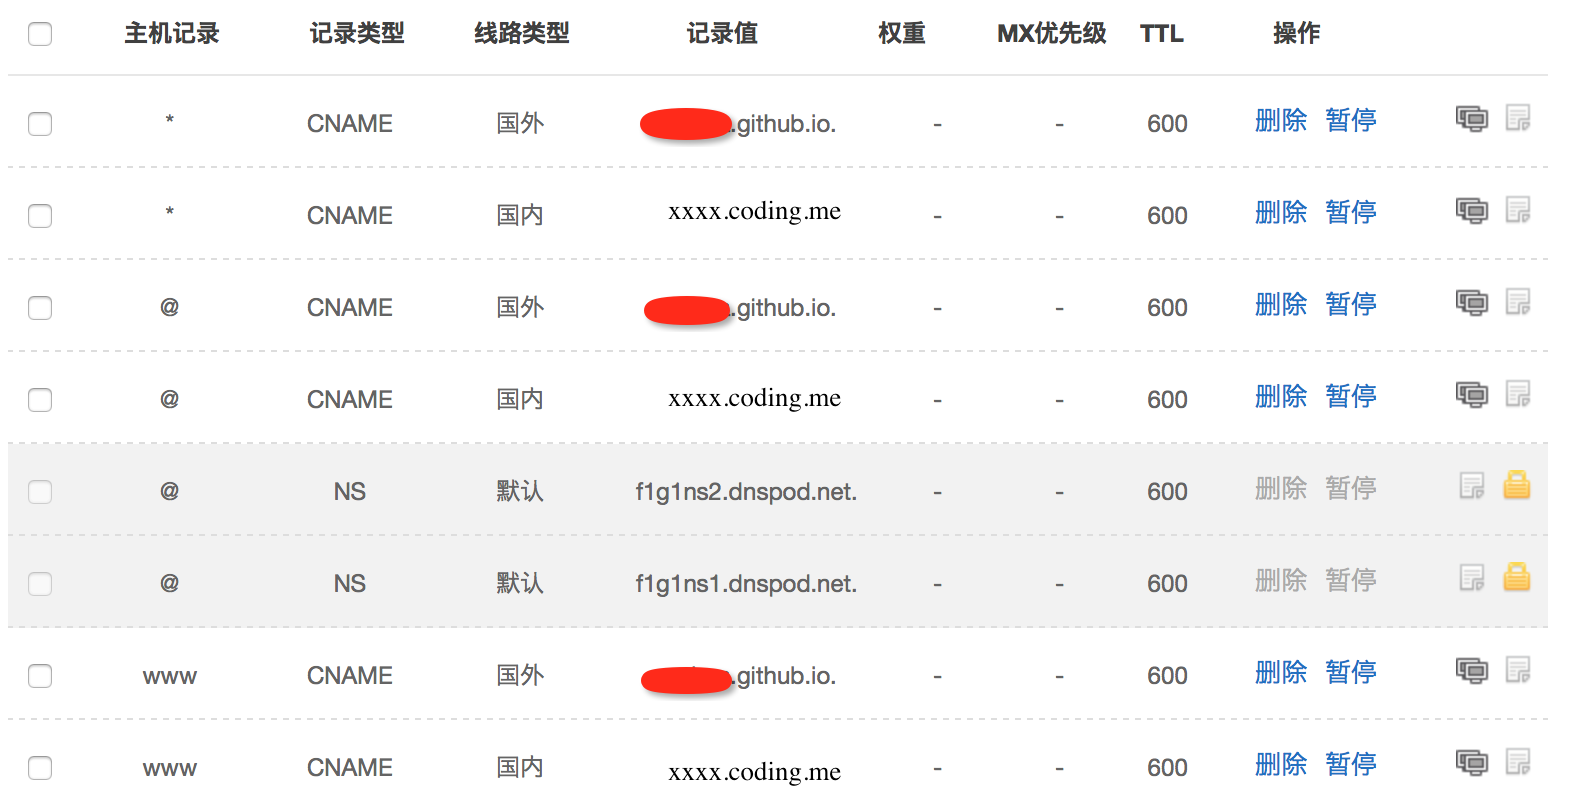 主机记录 记录类型 线路类型 记录值 权重 MX优先级 TTL 操作
* CNAME 国外 .github.io. - - 600 删除 暂停
* CNAME 国内 xxxx.coding.me - - 600 删除 暂停
@ CNAME 国外 .github.io. - - 600 删除 暂停
@ CNAME 国内 xxxx.coding.me - - 600 删除 暂停
@ NS 默认 f1g1ns2.dnspod.net. - - 600 删除 暂停
@ NS 默认 f1g1ns1.dnspod.net. - - 600 删除 暂停
www CNAME 国外 .github.io. - - 600 删除 暂停
www CNAME 国内 xxxx.coding.me - - 600 删除 暂停